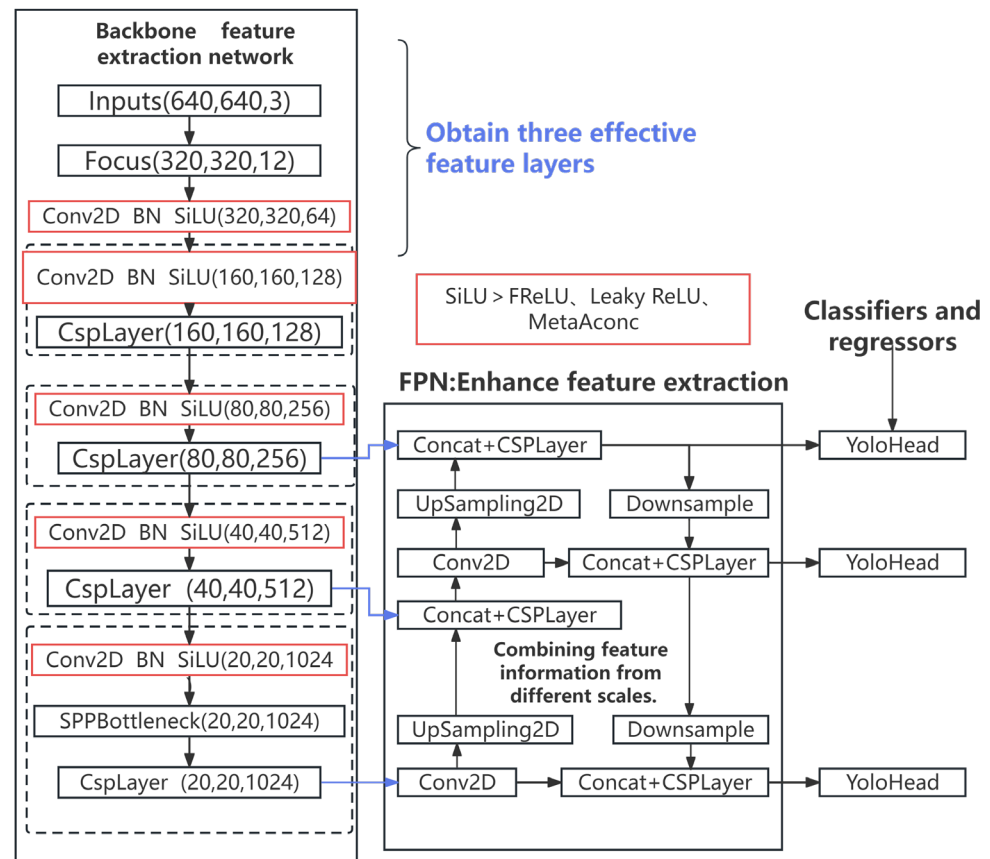 Backbone feature
extraction network
Inputs(640,640,3)
Focus(320,320,12)
Conv2D BN SiLU(320,320,64)
Conv2D BN SiLU(160,160,128)
CspLayer(160,160,128)
Conv2D BN SiLU(80,80,256)
CspLayer(80,80,256)
Conv2D BN SiLU(40,40,512)
CspLayer (40,40,512)
Conv2D BN SiLU(20,20,1024
SPPBottleneck(20,20,1024)
CspLayer (20,20,1024)
Obtain three effective
feature layers
SiLU > FReLU、Leaky ReLU、
MetaAconc
FPN:Enhance feature extraction
Concat+CSPLayer
UpSampling2D
Downsample
Conv2D
Concat+CSPLayer
Concat+CSPLayer
Combining feature
information from
different scales.
UpSampling2D
Downsample
Conv2D
Concat+CSPLayer
Classifiers and
regressors
YoloHead
YoloHead
YoloHead